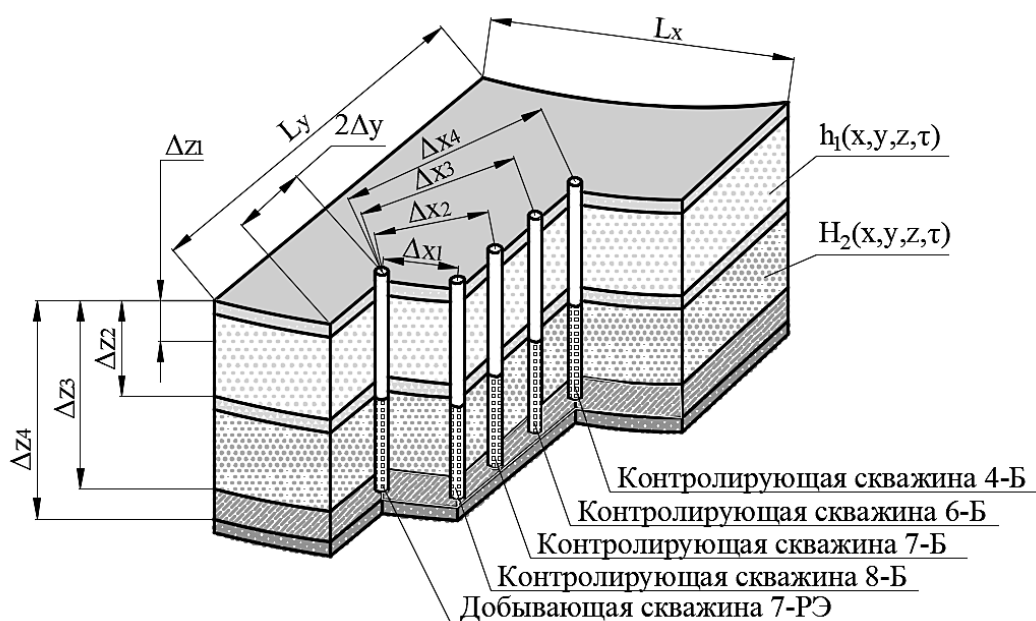 Lx
Ly
2Δy
Δx4
Δx3
Δx2
Δx1
Δz1
Δz2
Δz3
Δz4
h₁(x,y,z,τ)
H₂(x,y,z,τ)
Контролирующая скважина 4-Б
Контролирующая скважина 6-Б
Контролирующая скважина 7-Б
Контролирующая скважина 8-Б
Добывающая скважина 7-РЭ